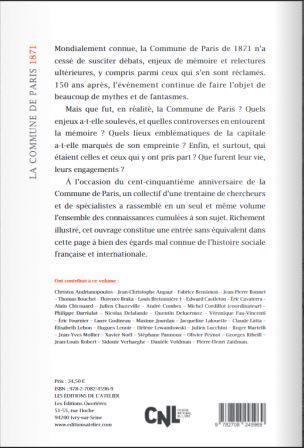 LA COMMUNE DE PARIS 1871
Mondialement connue, la Commune de Paris de 1871 n'a
cessé de susciter débats, enjeux de mémoire et relectures
ultérieures, y compris parmi ceux qui s'en sont réclamés.
150 ans après, l'évènement continue de faire l'objet de
beaucoup de mythes et de fantasmes.
Mais que fut, en réalité, la Commune de Paris ? Quels
enjeux a-t-elle soulevés, et quelles controverses en entourent
la mémoire ? Quels lieux emblématiques de la capitale
a-t-elle marqués de son empreinte ? Enfin, et surtout, qui
étaient celles et ceux qui y ont pris part ? Que furent leur vie,
leurs engagements ?
À l'occasion du cent-cinquantième anniversaire de la
Commune de Paris, un collectif d'une trentaine de chercheurs
et de spécialistes a rassemblé en un seul et même volume
l'ensemble des connaissances cumulées à son sujet. Richement
illustré, cet ouvrage constitue une entrée sans équivalent dans
cette page à bien des égards mal connue de l'histoire sociale
française et internationale.
Ont contribué à ce volume :
Christos Andrianopoulos – Jean-Christophe Angaut – Fabrice Bensimon – Jean-Pierre Bonnet
– Thomas Bouchet – Florence Braka – Louis Bretonnière † – Edward Castleton – Éric Cavaterra –
Alain Clavien – Julien Chuzeville – André Combes – Michel Cordillot (coordinateur) –
Philippe Darriulat – Nicolas Delalande – Quentin Deluermoz – Véronique Fau-Vincenti
– Éric Fournier – Laure Godineau – Maxime Jourdan – Jacqueline Lalouette – Claude Latta –
Élisabeth Lebon – Hugues Lenoir – Hélène Lewandowski – Julien Lucchini – Roger Martelli
– Jean-Yves Mollier – Xavier Noël – Stéphane Pannoux – Olivier Peynot – Georges Ribeill –
Jean-Louis Robert – Sidonie Verhaeghe – Danièle Voldman – Pierre-Henri Zaidman.
Prix : 34,50 €
ISBN : 978-2-7082-4596-9
LES ÉDITIONS DE L'ATELIER
Les Éditions Ouvrières
51-55, rue Hoche
94200 Ivry-sur-Seine
www.editionsatelier.com
CNL
CENTRE
NATIONAL
DU LIVRE
9 782708 245969